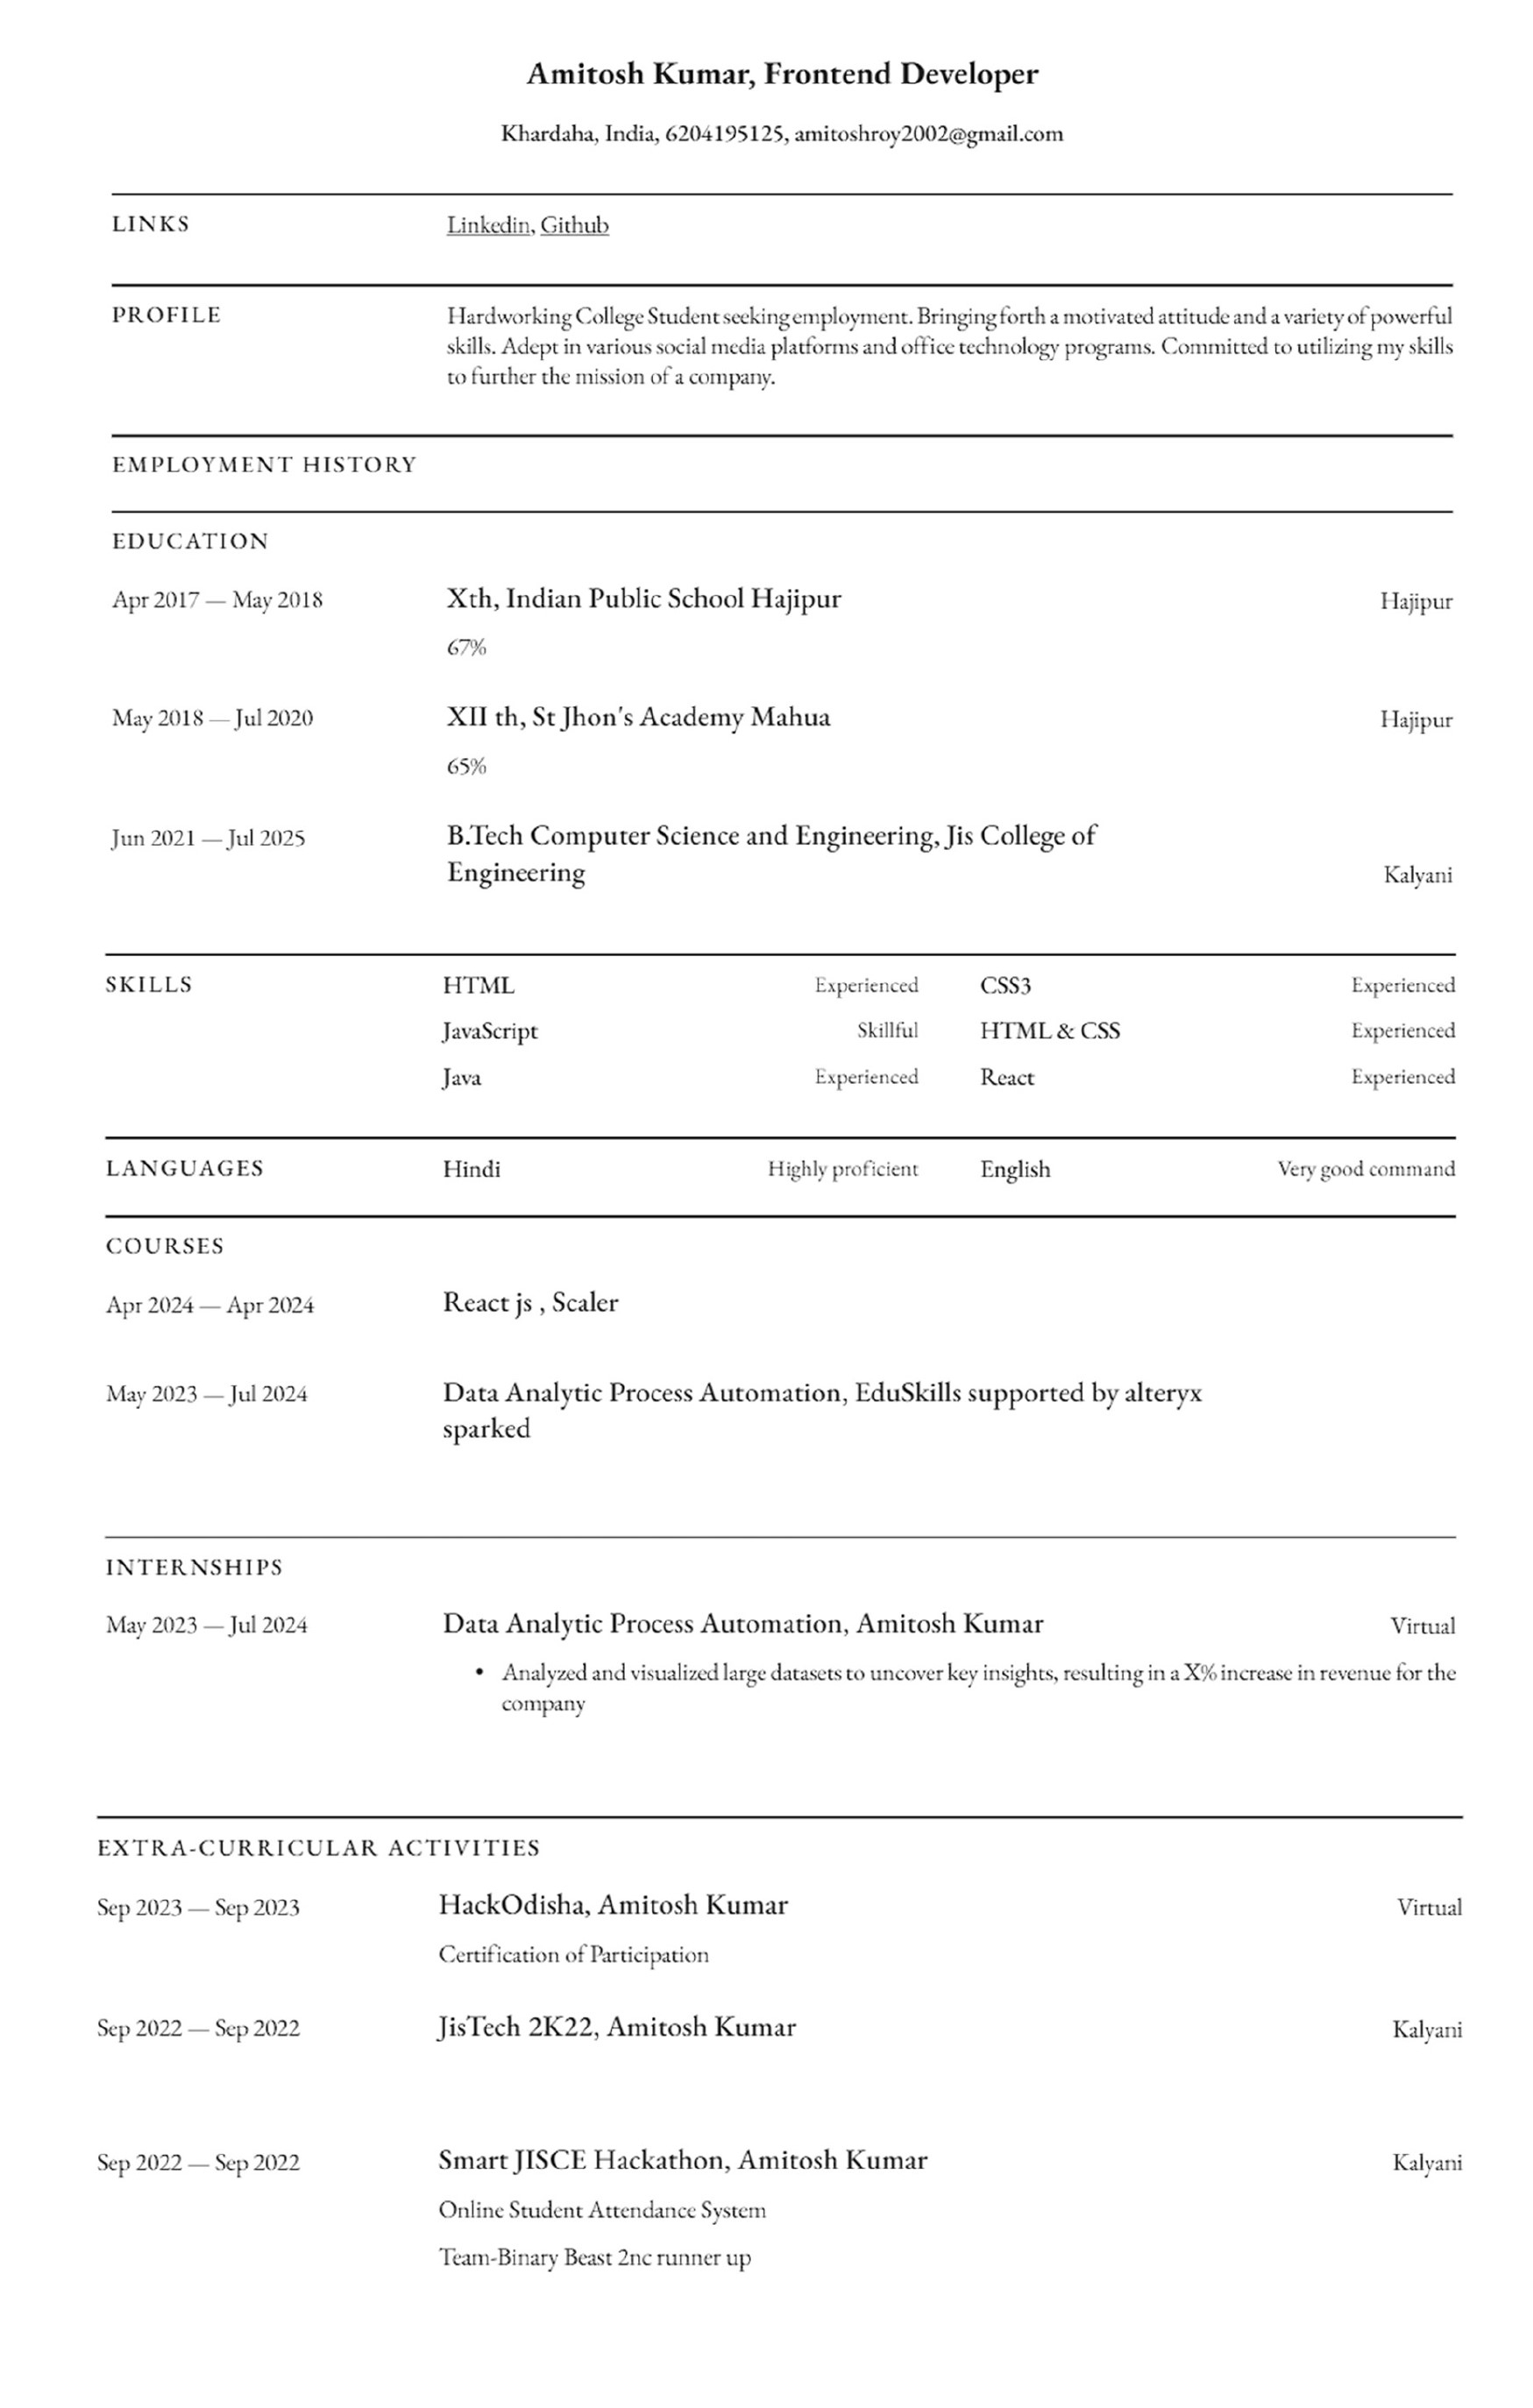 Amitosh Kumar, Frontend Developer
Khardaha, India, 6204195125, amitoshroy2002@gmail.com
LINKS
Linkedin, Github
PROFILE
Hardworking College Student seeking employment. Bringing forth a motivated attitude and a variety of powerful
skills. Adept in various social media platforms and office technology programs. Committed to utilizing my skills
to further the mission of a company.
EMPLOYMENT HISTORY
EDUCATION
Apr 2017 — May 2018 Xth, Indian Public School Hajipur Hajipur
67%
May 2018 — Jul 2020 XII th, St Jhon's Academy Mahua Hajipur
65%
Jun 2021 — Jul 2025 B.Tech Computer Science and Engineering, Jis College of
Engineering Kalyani
SKILLS HTML Experienced CSS3 Experienced
JavaScript Skillful HTML & CSS Experienced
Java Experienced React Experienced
LANGUAGES Hindi Highly proficient English Very good command
COURSES
Apr 2024 — Apr 2024 React js , Scaler
May 2023 — Jul 2024 Data Analytic Process Automation, EduSkills supported by alteryx
sparked
INTERNSHIPS
May 2023 — Jul 2024 Data Analytic Process Automation, Amitosh Kumar Virtual
• Analyzed and visualized large datasets to uncover key insights, resulting in a X% increase in revenue for the
company
EXTRA-CURRICULAR ACTIVITIES
Sep 2023 — Sep 2023 HackOdisha, Amitosh Kumar Virtual
Certification of Participation
Sep 2022 — Sep 2022 JisTech 2K22, Amitosh Kumar Kalyani
Sep 2022 — Sep 2022 Smart JISCE Hackathon, Amitosh Kumar Kalyani
Online Student Attendance System
Team-Binary Beast 2nc runner up